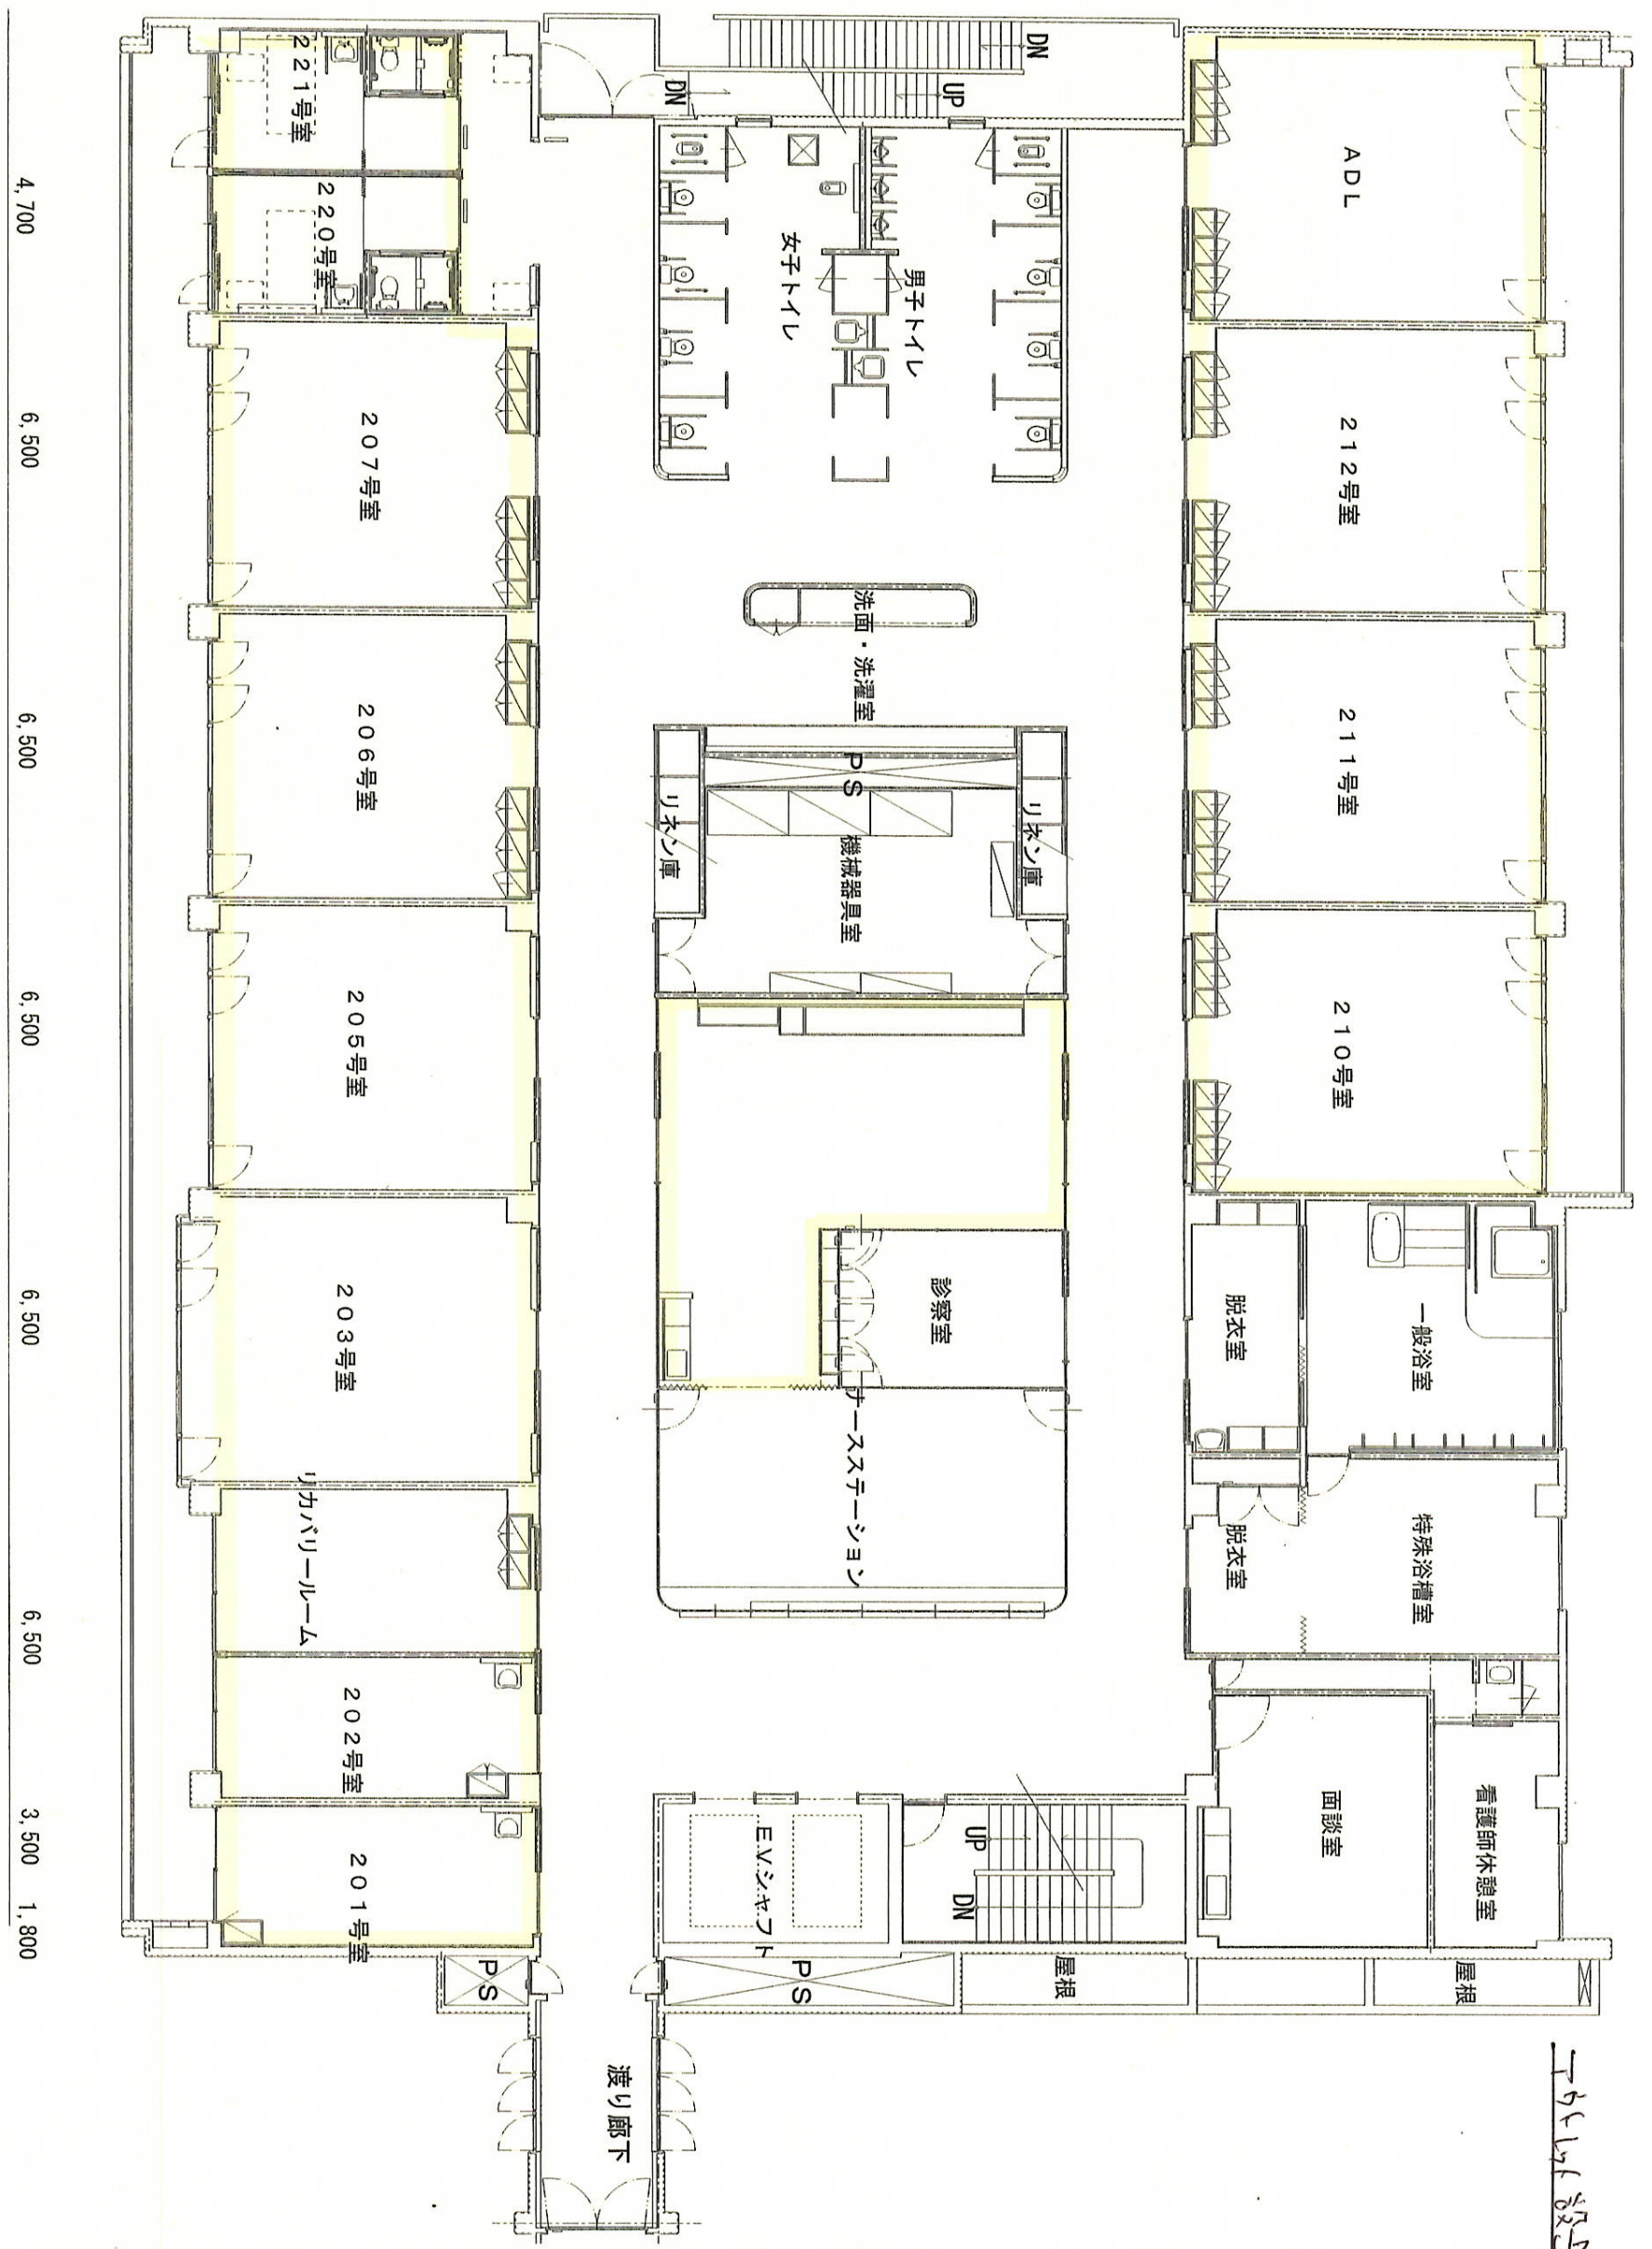 4,700
6,500
6,500
6,500
6,500
6,500
3,500
1,800
221号室
220号室
207号室
206号室
205号室
203号室
リカバリールーム
202号室
201号室
PS
DN
DN
UP
女子トイレ
男子トイレ
洗面・洗濯室
PS
リネン庫
リネン庫
機械器具室
診察室
ナースステーション
EVシャフト
UP
DN
PS
屋根
屋根
渡り廊下
ADL
212号室
211号室
210号室
脱衣室
一般浴室
脱衣室
特殊浴槽室
面談室
看護師休憩室